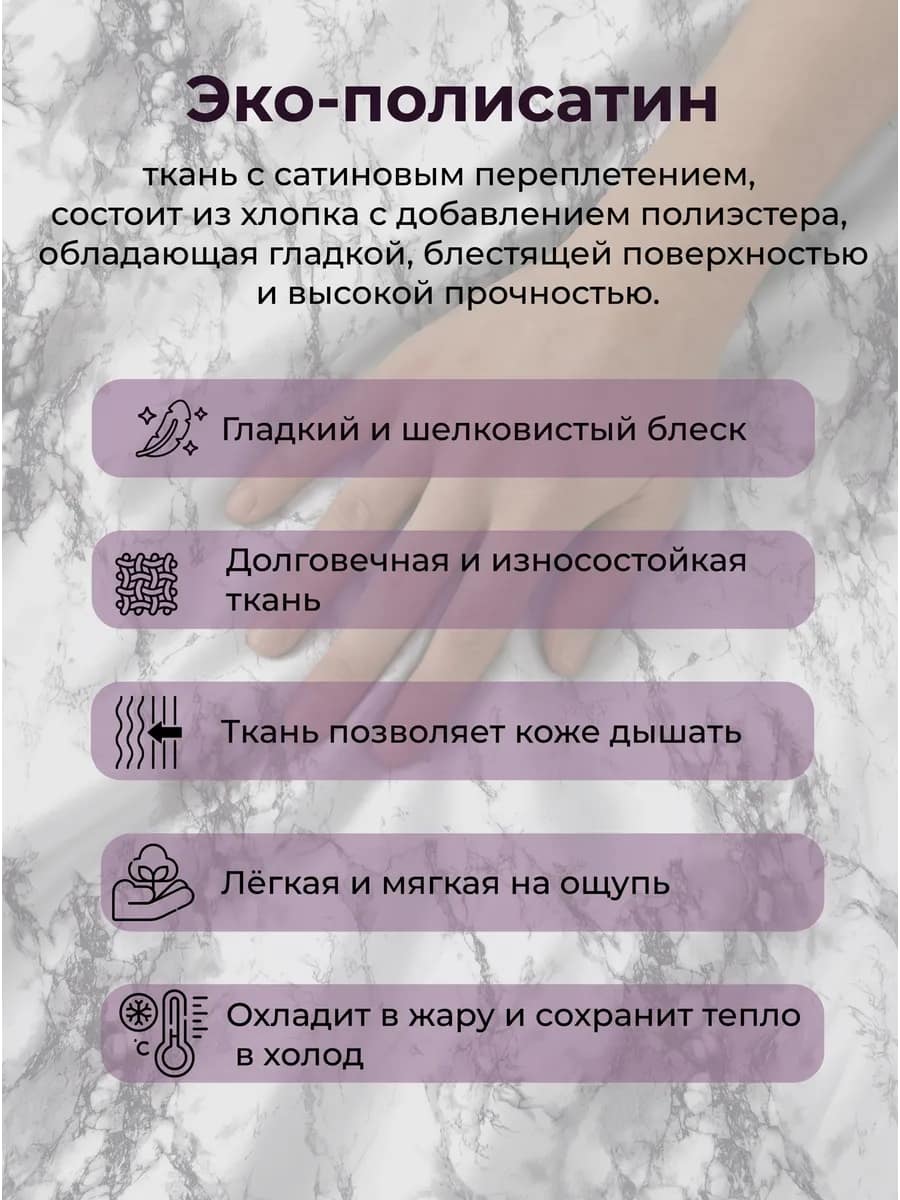 Эко-полисатин
ткань с сатиновым переплетением,
состоит из хлопка с добавлением полиэстера,
обладающая гладкой, блестящей поверхностью
и высокой прочностью.
Гладкий и шелковистый блеск
Долговечная и износостойкая
ткань
Ткань позволяет коже дышать
Лёгкая и мягкая на ощупь
Охладит в жару и сохранит тепло
в холод
°C